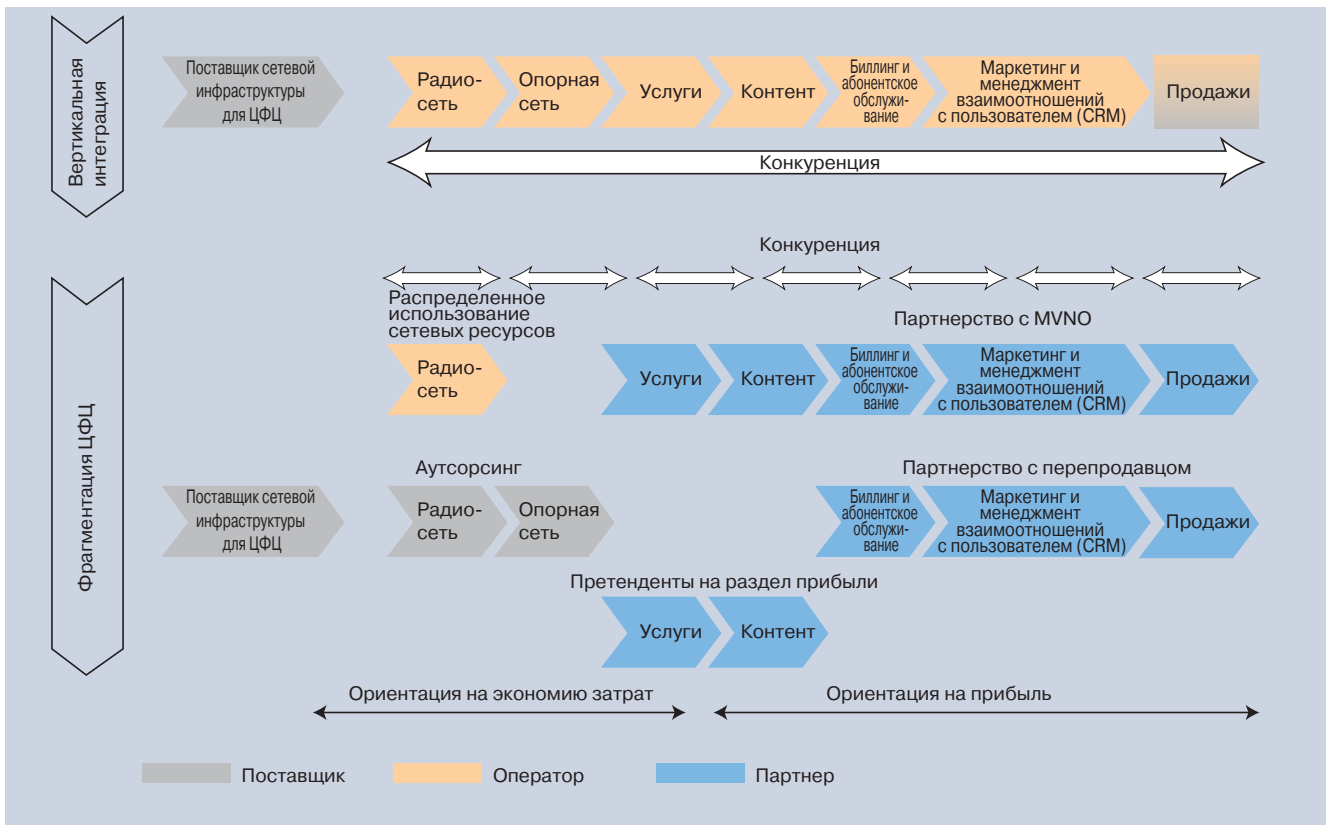 Вертикальная
интеграция
Поставщик сетевой
инфраструктуры
для ЦФЦ
Радио-
сеть
Опорная
сеть
Услуги
Контент
Биллинг и
абонентское
обслужи-
вание
Маркетинг и
менеджмент
взаимоотношений
с пользователем (CRM)
Продажи
Конкуренция
Фрагментация ЦФЦ
Конкуренция
Распределенное
использование
сетевых ресурсов
Партнерство с MVNO
Радио-
сеть
Услуги
Контент
Биллинг и
абонентское
обслужи-
вание
Маркетинг и
менеджмент
взаимоотношений
с пользователем (CRM)
Продажи
Аутсорсинг
Партнерство с перепродавцом
Поставщик сетевой
инфраструктуры
для ЦФЦ
Радио-
сеть
Опорная
сеть
Биллинг и
абонентское
обслужи-
вание
Маркетинг и
менеджмент
взаимоотношений
с пользователем (CRM)
Продажи
Претенденты на раздел прибыли
Услуги
Контент
Ориентация на экономию затрат
Ориентация на прибыль
Поставщик
Оператор
Партнер